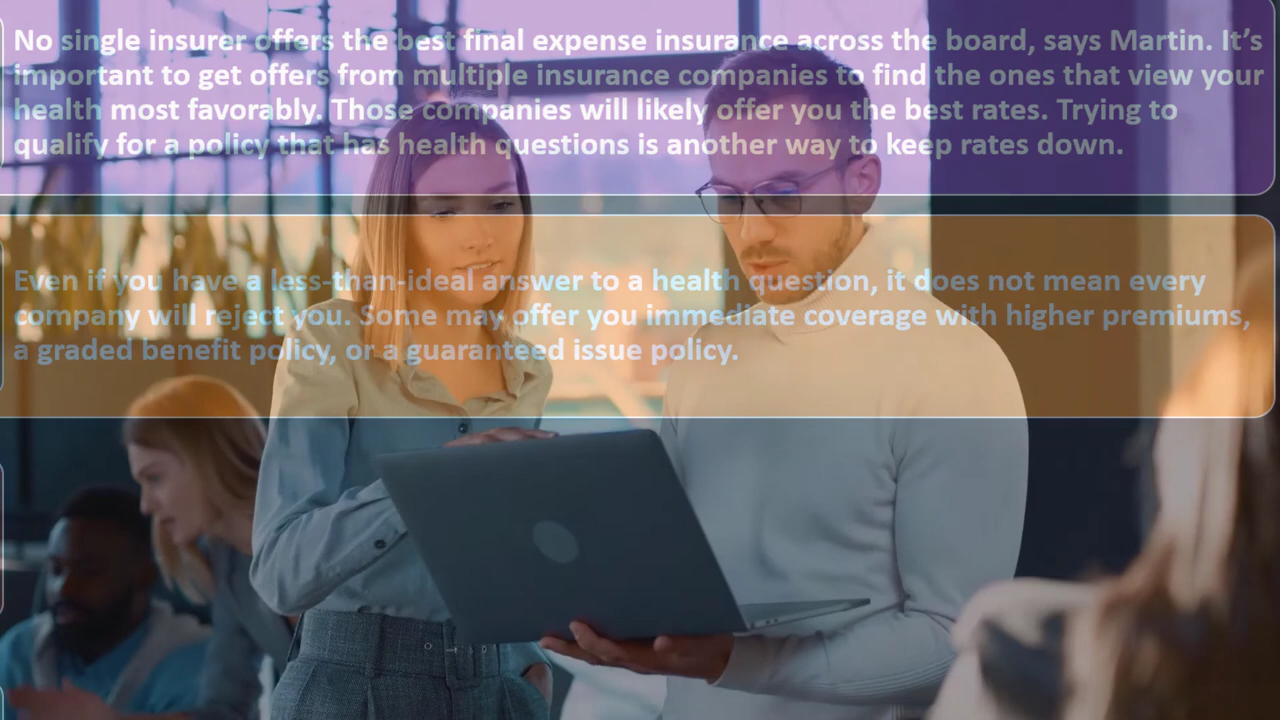 No single insurer offers the best final expense insurance across the board, says Martin. It’s
important to get offers from multiple insurance companies to find the ones that view your
health most favorably. Those companies will likely offer you the best rates. Trying to
qualify for a policy that has health questions is another way to keep rates down.
Even if you have a less-than-ideal answer to a health question, it does not mean every
company will reject you. Some may offer you immediate coverage with higher premiums,
a graded benefit policy, or a guaranteed issue policy.